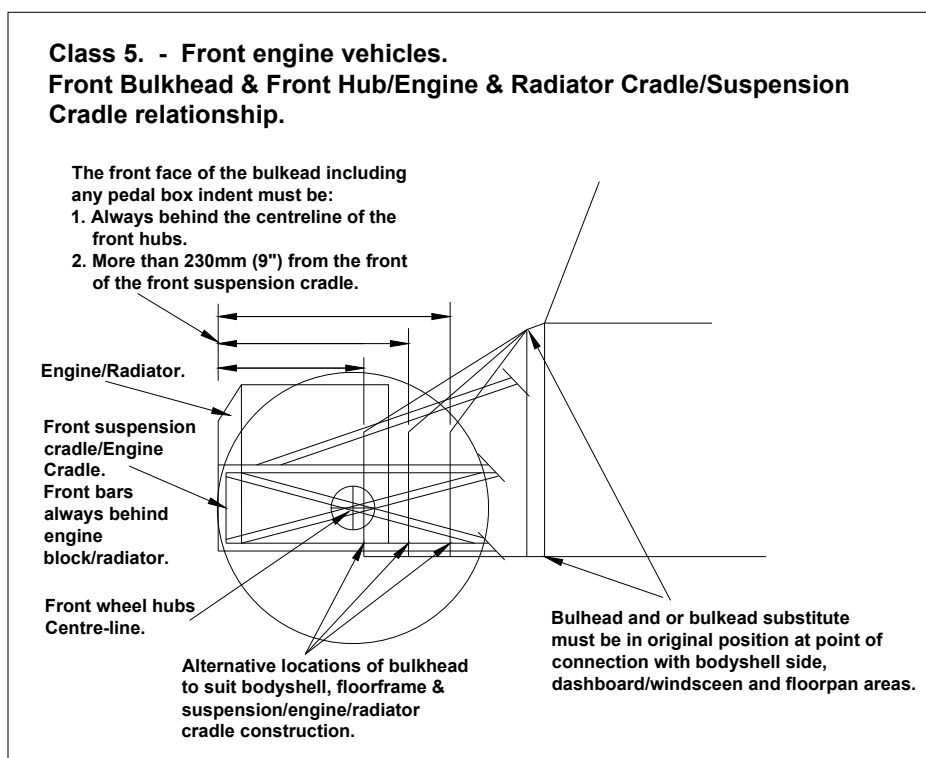 Class 5.  -  Front engine vehicles.
Front Bulkhead & Front Hub/Engine & Radiator Cradle/Suspension
Cradle relationship.
The front face of the bulkead including
any pedal box indent must be:
1. Always behind the centreline of the
front hubs.
2. More than 230mm (9") from the front
of the front suspension cradle.
Engine/Radiator.
Front suspension
cradle/Engine
Cradle.
Front bars
always behind
engine
block/radiator.
Front wheel hubs
Centre-line.
Alternative locations of bulkhead
to suit bodyshell, floorframe &
suspension/engine/radiator
cradle construction.
Bulhead and or bulkead substitute
must be in original position at point of
connection with bodyshell side,
dashboard/windsceen and floorpan areas.